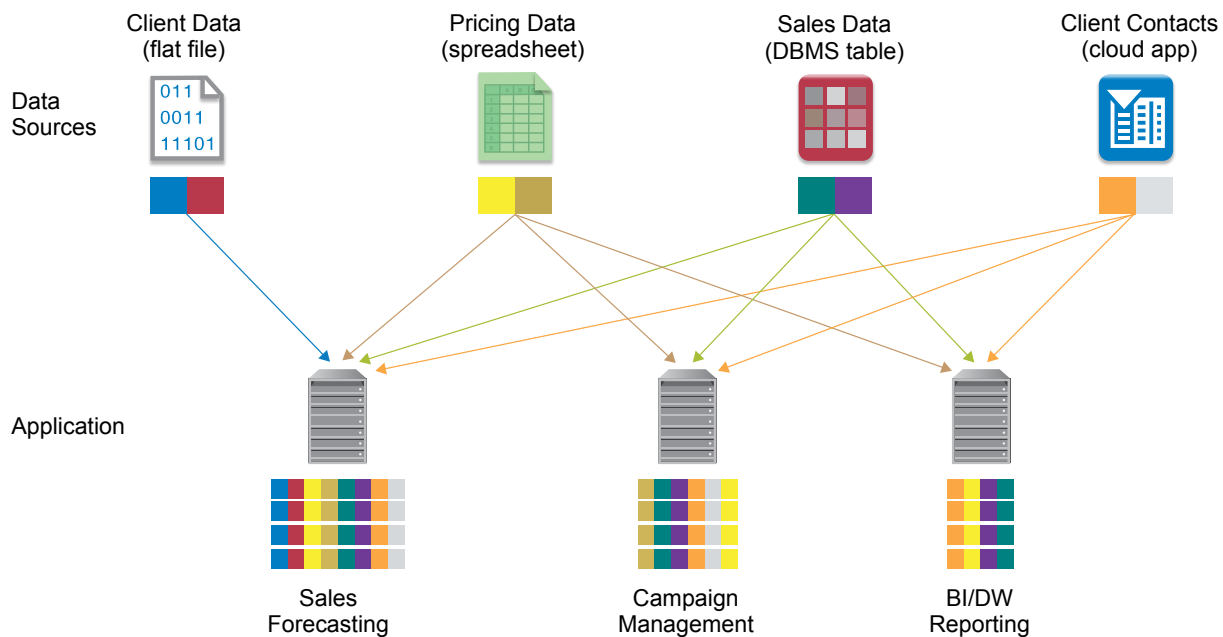 Client Data
(flat file)
Pricing Data
(spreadsheet)
Sales Data
(DBMS table)
Client Contacts
(cloud app)
Data
Sources
011
0011
11101
Application
Sales
Forecasting
Campaign
Management
BI/DW
Reporting